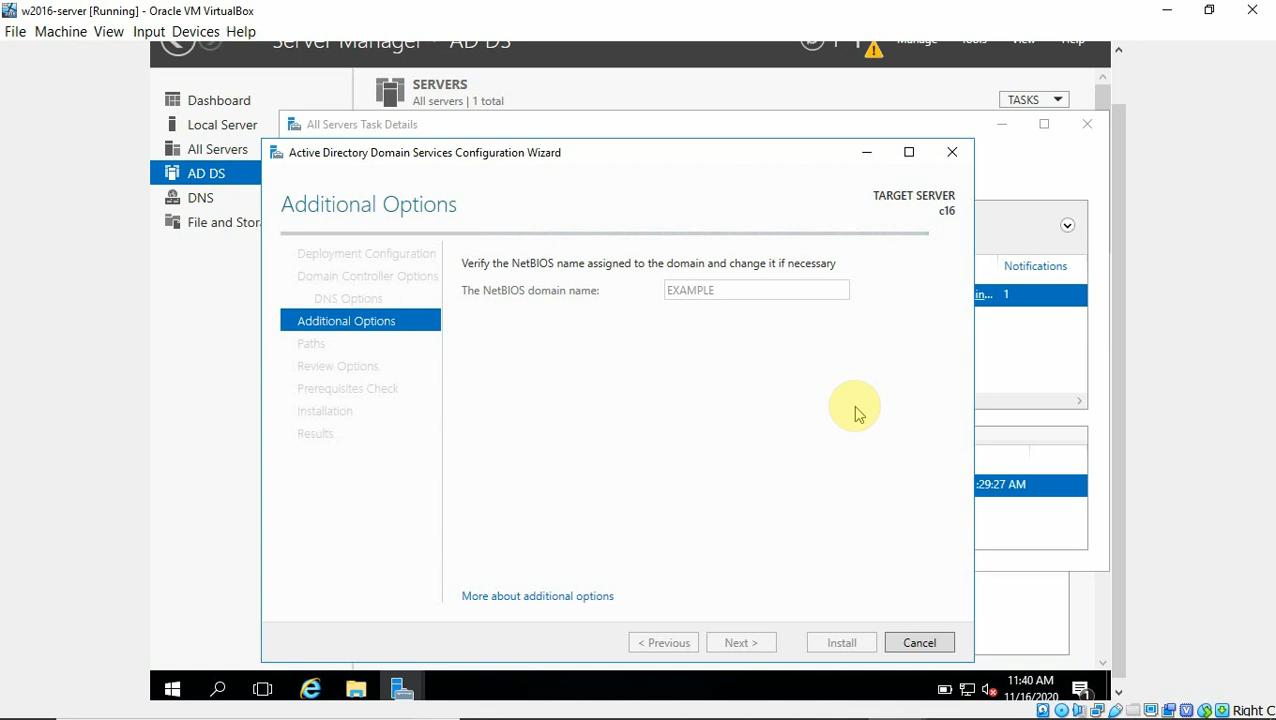 w2016-server [Running] - Oracle VM VirtualBox
File Machine View Input Devices Help
Server Manager • AD DS
Manage Tools View Help
Dashboard
Local Server
All Servers
AD DS
DNS
File and Stor
SERVERS
All servers | 1 total
TASKS
All Servers Task Details
Active Directory Domain Services Configuration Wizard
Additional Options
TARGET SERVER
c16
Deployment Configuration
Domain Controller Options
DNS Options
Additional Options
Paths
Review Options
Prerequisites Check
Installation
Results
Verify the NetBIOS name assigned to the domain and change it if necessary
The NetBIOS domain name: EXAMPLE
More about additional options
< Previous Next > Install Cancel
Notifications
in... 1
:29:27 AM
11:40 AM
11/16/2020
1
Right C